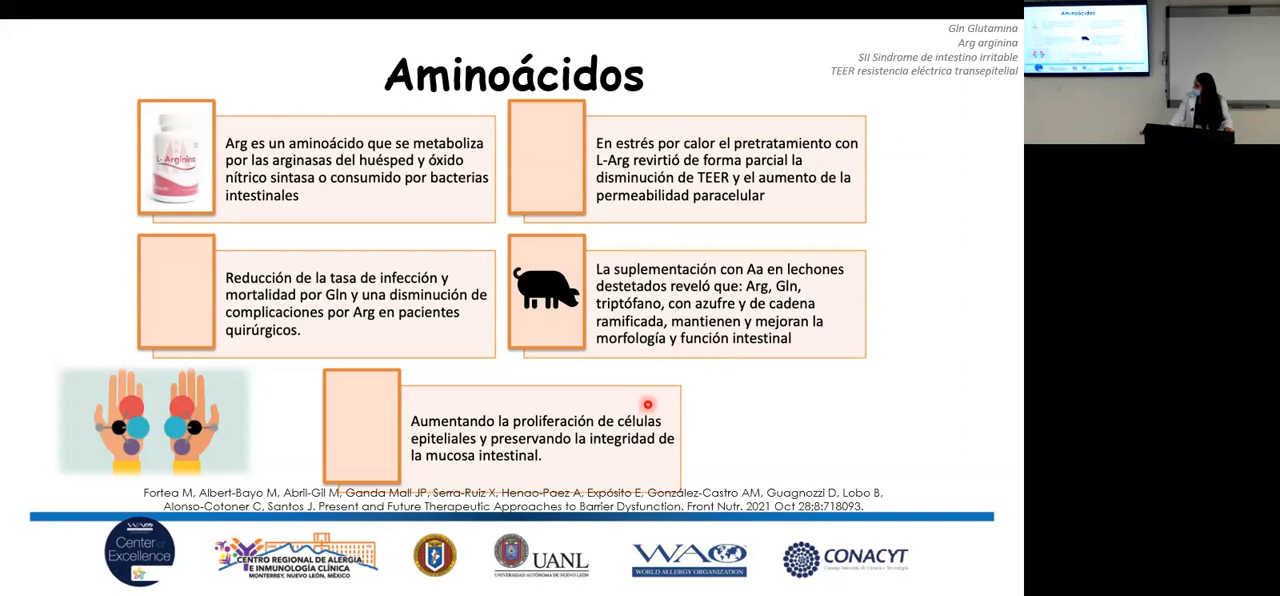 Gln Glutamina
Arg arginina
SII Sindrome de intestino irritable
TEER resistencia eléctrica transepitelial
Aminoácidos
L- Arginina
Arg es un aminoácido que se metaboliza
por las arginasas del huésped y óxido
nítrico sintasa o consumido por bacterias
intestinales
En estrés por calor el pretratamiento con
L-Arg revirtió de forma parcial la
disminución de TEER y el aumento de la
permeabilidad paracelular
Reducción de la tasa de infección y
mortalidad por Gln y una disminución de
complicaciones por Arg en pacientes
quirúrgicos.
La suplementación con Aa en lechones
destetados reveló que: Arg, Gln,
triptófano, con azufre y de cadena
ramificada, mantienen y mejoran la
morfología y función intestinal
Aumentando la proliferación de células
epiteliales y preservando la integridad de
la mucosa intestinal.
Fortea M, Albert-Bayo M, Abril-Gil M, Ganda Mall JP, Serra-Ruiz X, Henao-Paez A, Expósito E, González-Castro AM, Guagnozzi D, Lobo B,
Alonso-Cotoner C, Santos J. Present and Future Therapeutic Approaches to Barrier Dysfunction. Front Nutr. 2021 Oct 28;8:718093.
Center of
Excellence
CENTRO REGIONAL DE ALERGIA
E INMUNOLOGÍA CLÍNICA
MONTERREY, NUEVO LEÓN, MÉXICO
UANL
UNIVERSIDAD AUTÓNOMA DE NUEVO LEÓN
WAO
WORLD ALLERGY ORGANIZATION
CONACYT
Consejo Nacional de Ciencia y Tecnología
Aminoácidos